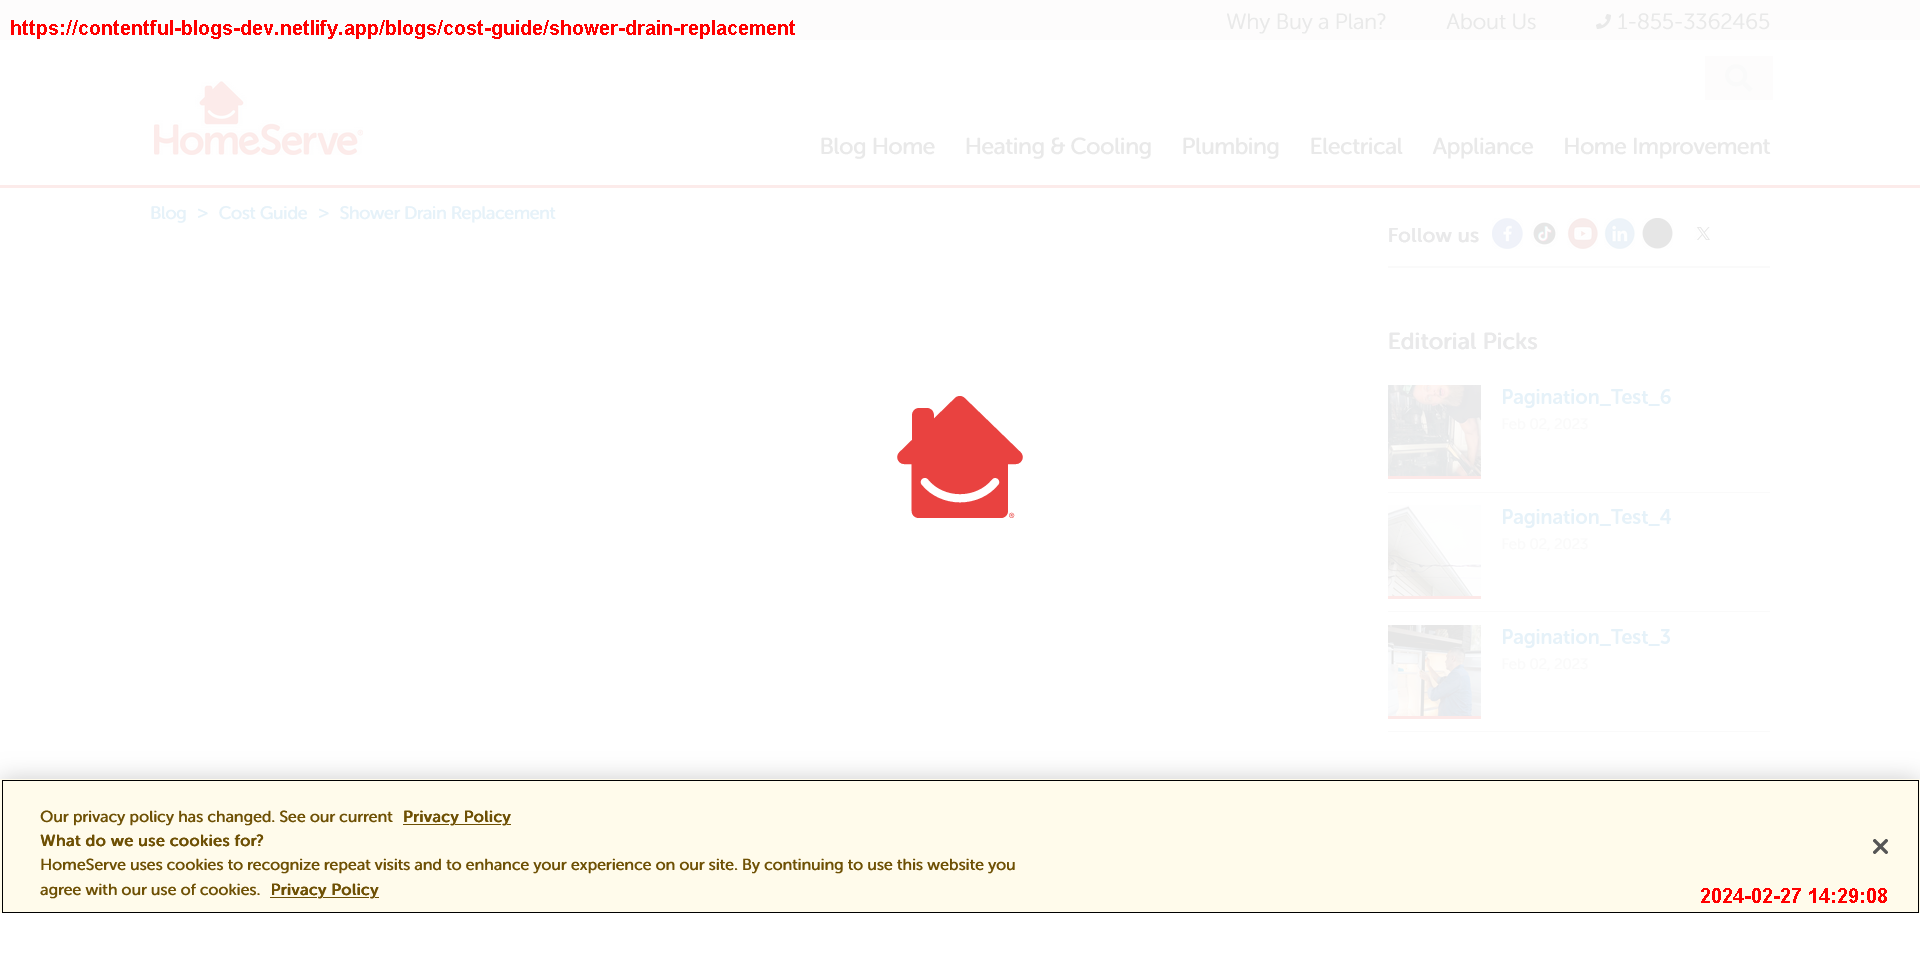 https://contentful-blogs-dev.netlify.app/blogs/cost-guide/shower-drain-replacement
Why Buy a Plan? About Us 1-855-3362465
HomeServe
Blog Home Heating & Cooling Plumbing Electrical Appliance Home Improvement
Blog > Cost Guide > Shower Drain Replacement
Follow us
Editorial Picks
Pagination_Test_6
Feb 02, 2023
Pagination_Test_4
Feb 02, 2023
Pagination_Test_3
Feb 02, 2023
Our privacy policy has changed. See our current Privacy Policy
What do we use cookies for?
HomeServe uses cookies to recognize repeat visits and to enhance your experience on our site. By continuing to use this website you
agree with our use of cookies. Privacy Policy
2024-02-27 14:29:08